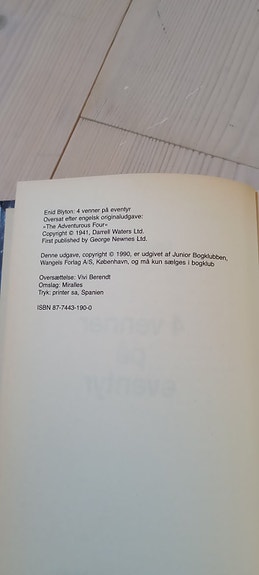 Enid Blyton: 4 venner på eventyr
Oversat efter engelsk originaludgave:
»The Adventurous Four«
Copyright © 1941, Darrell Waters Ltd.
First published by George Newnes Ltd.
Denne udgave, copyright © 1990, er udgivet af Junior Bogklubben,
Wangels Forlag A/S, København, og må kun sælges i bogklub
Oversættelse: Vivi Berendt
Omslag: Miralles
Tryk: printer sa, Spanien
ISBN 87-7443-190-0